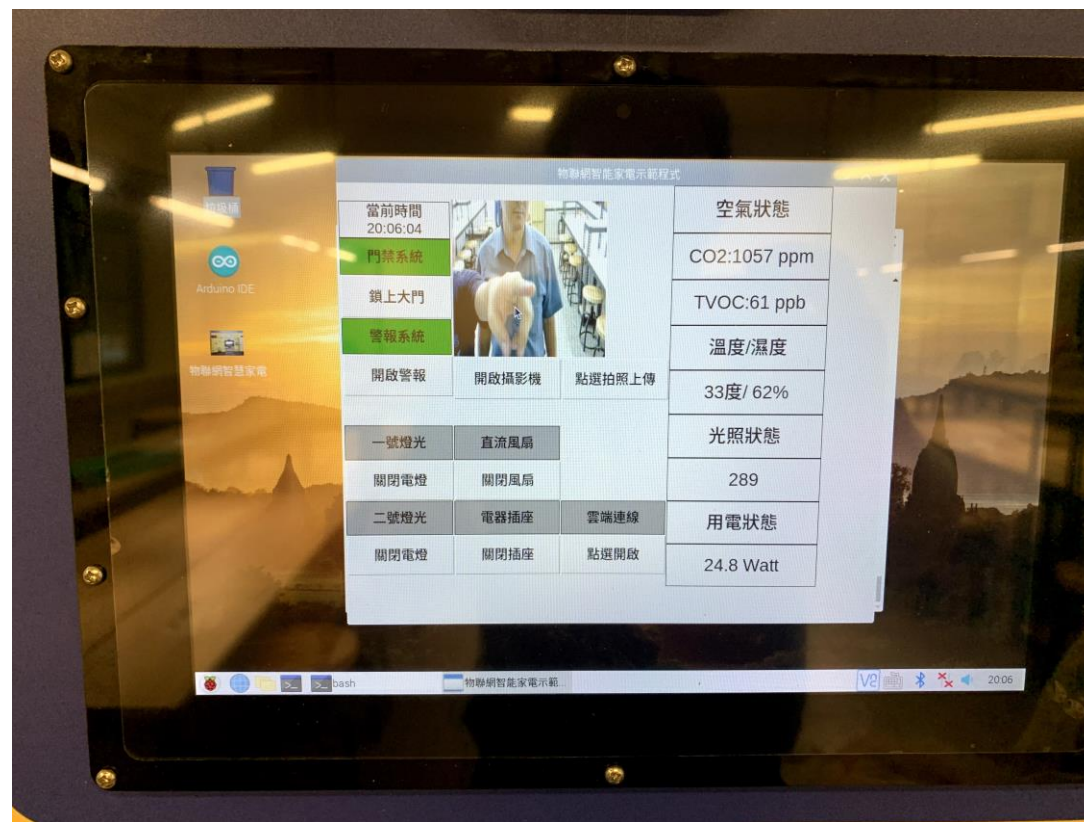 物聯網智能家電示範程式
垃圾桶
Arduino IDE
物聯網智慧家電
當前時間
20:06:04
門禁系統
鎖上大門
警報系統
開啟警報
開啟攝影機
點選拍照上傳
一號燈光
直流風扇
關閉電燈
關閉風扇
二號燈光
電器插座
雲端連線
關閉電燈
關閉插座
點選開啟
空氣狀態
CO2:1057 ppm
TVOC:61 ppb
溫度/濕度
33度/ 62%
光照狀態
289
用電狀態
24.8 Watt
bash
物聯網智能家電示範...
V2
20:06